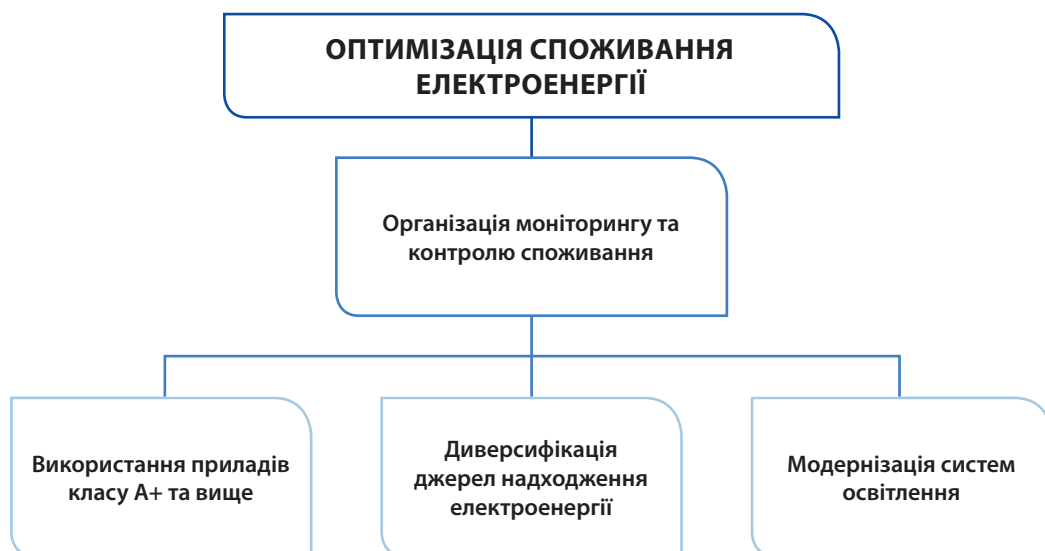 ОПТИМІЗАЦІЯ СПОЖИВАННЯ
ЕЛЕКТРОЕНЕРГІЇ
Організація моніторингу та
контролю споживання
Використання приладів
класу А+ та вище
Диверсифікація
джерел надходження
електроенергії
Модернізація систем
освітлення